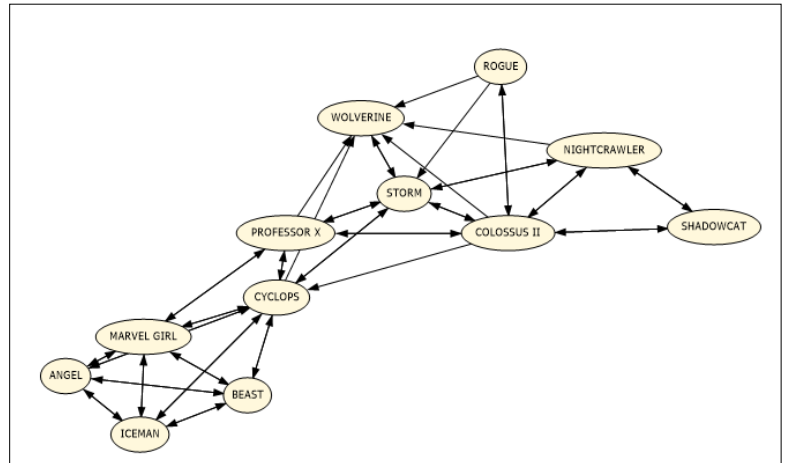 ROGUE
WOLVERINE
NIGHTCRAWLER
STORM
SHADOWCAT
PROFESSOR X
COLOSSUS II
CYCLOPS
MARVEL GIRL
ANGEL
BEAST
ICEMAN